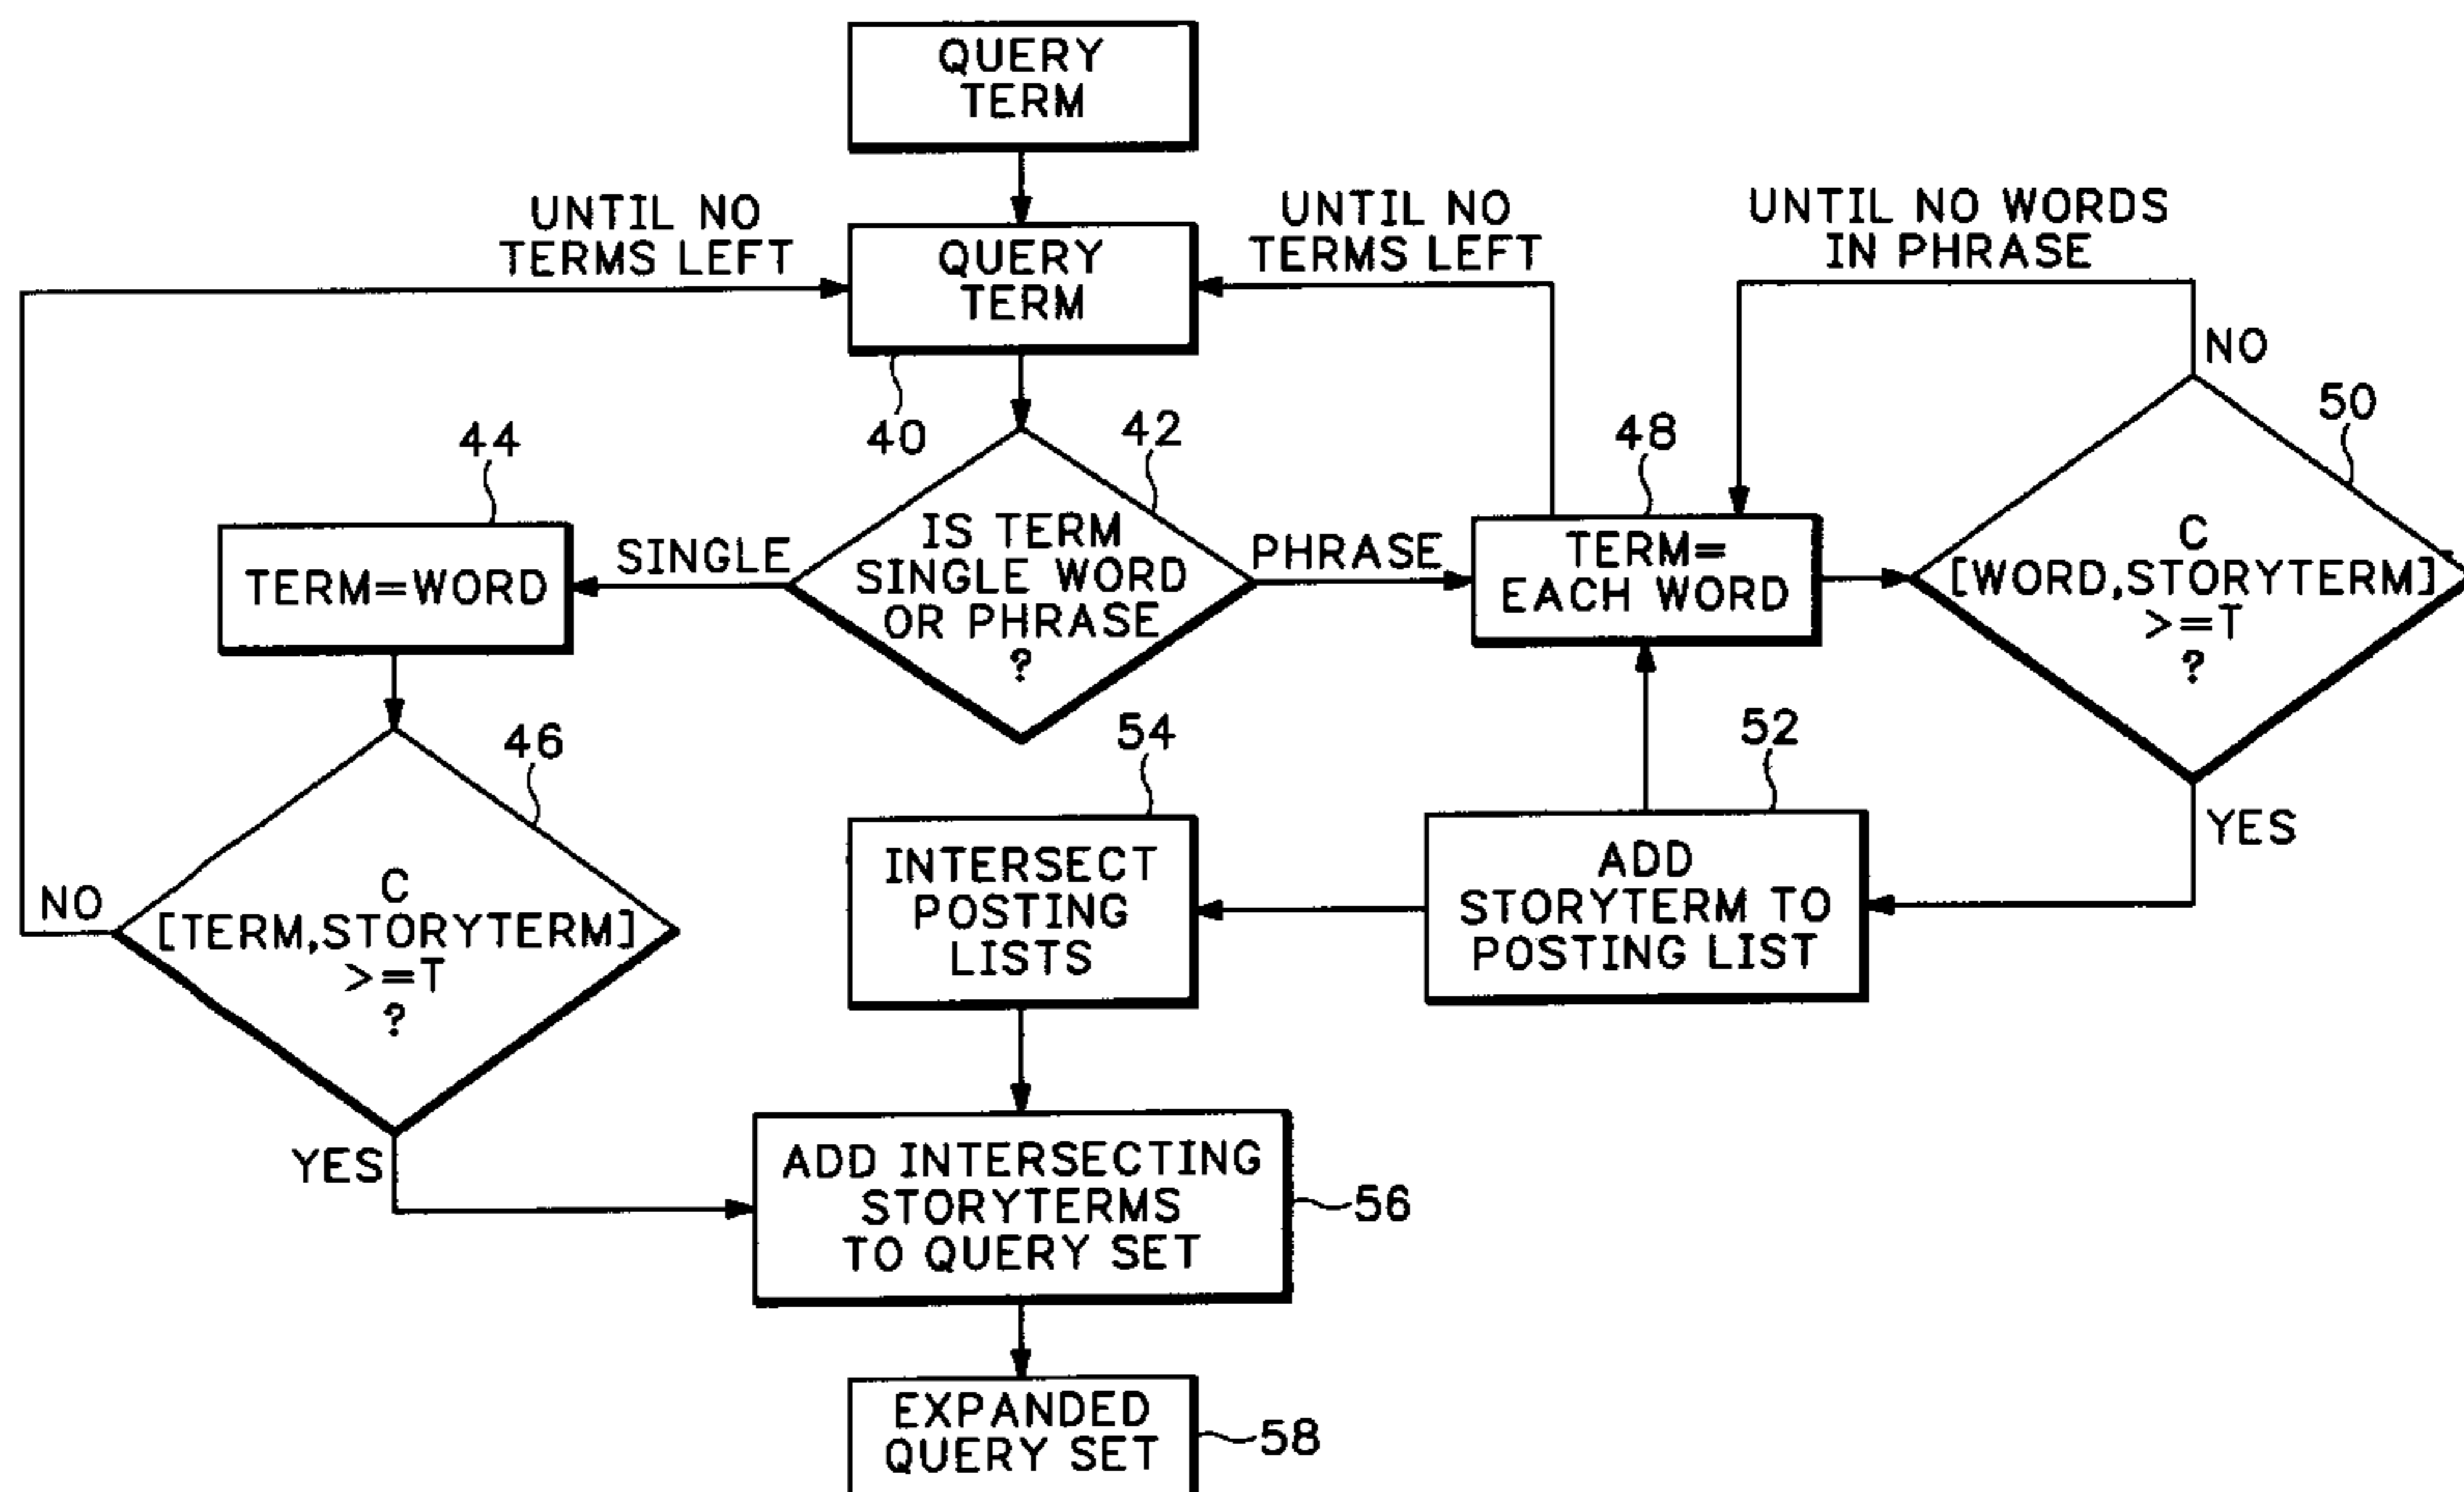 QUERY
TERM
UNTIL NO
TERMS LEFT
QUERY
TERM
UNTIL NO
TERMS LEFT
UNTIL NO WORDS
IN PHRASE
NO
40
42
44
48
50
IS TERM
SINGLE WORD
OR PHRASE
?
SINGLE
PHRASE
TERM=WORD
TERM=
EACH WORD
C
[WORD,STORYTERM]
>=T
?
46
54
52
YES
NO
C
[TERM,STORYTERM]
>=T
?
INTERSECT
POSTING
LISTS
ADD
STORYTERM TO
POSTING LIST
YES
ADD INTERSECTING
STORYTERMS
TO QUERY SET
56
EXPANDED
QUERY SET
58